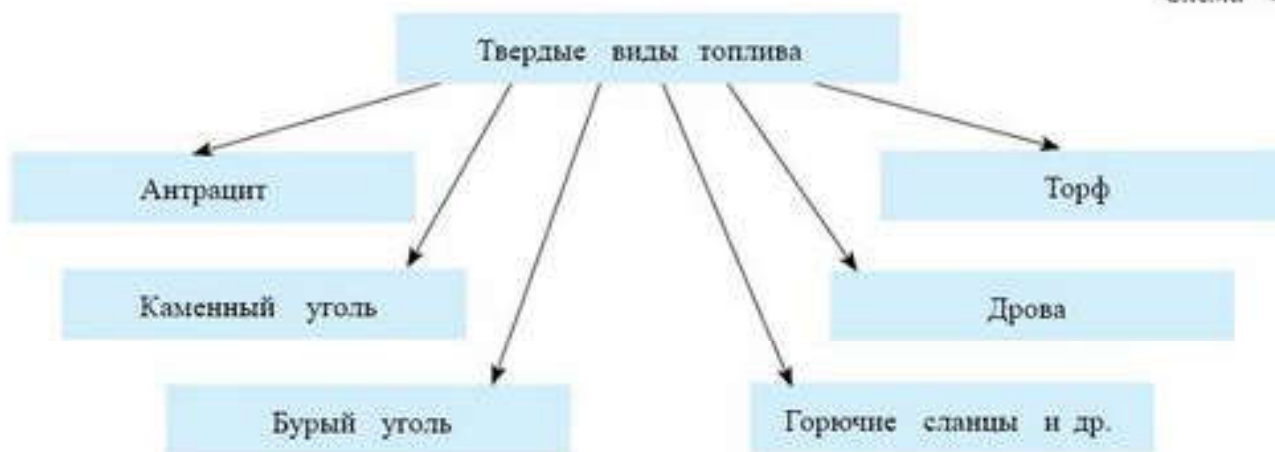 Твердые виды топлива
Антрацит
Торф
Каменный уголь
Дрова
Бурый уголь
Горючие сланцы и др.